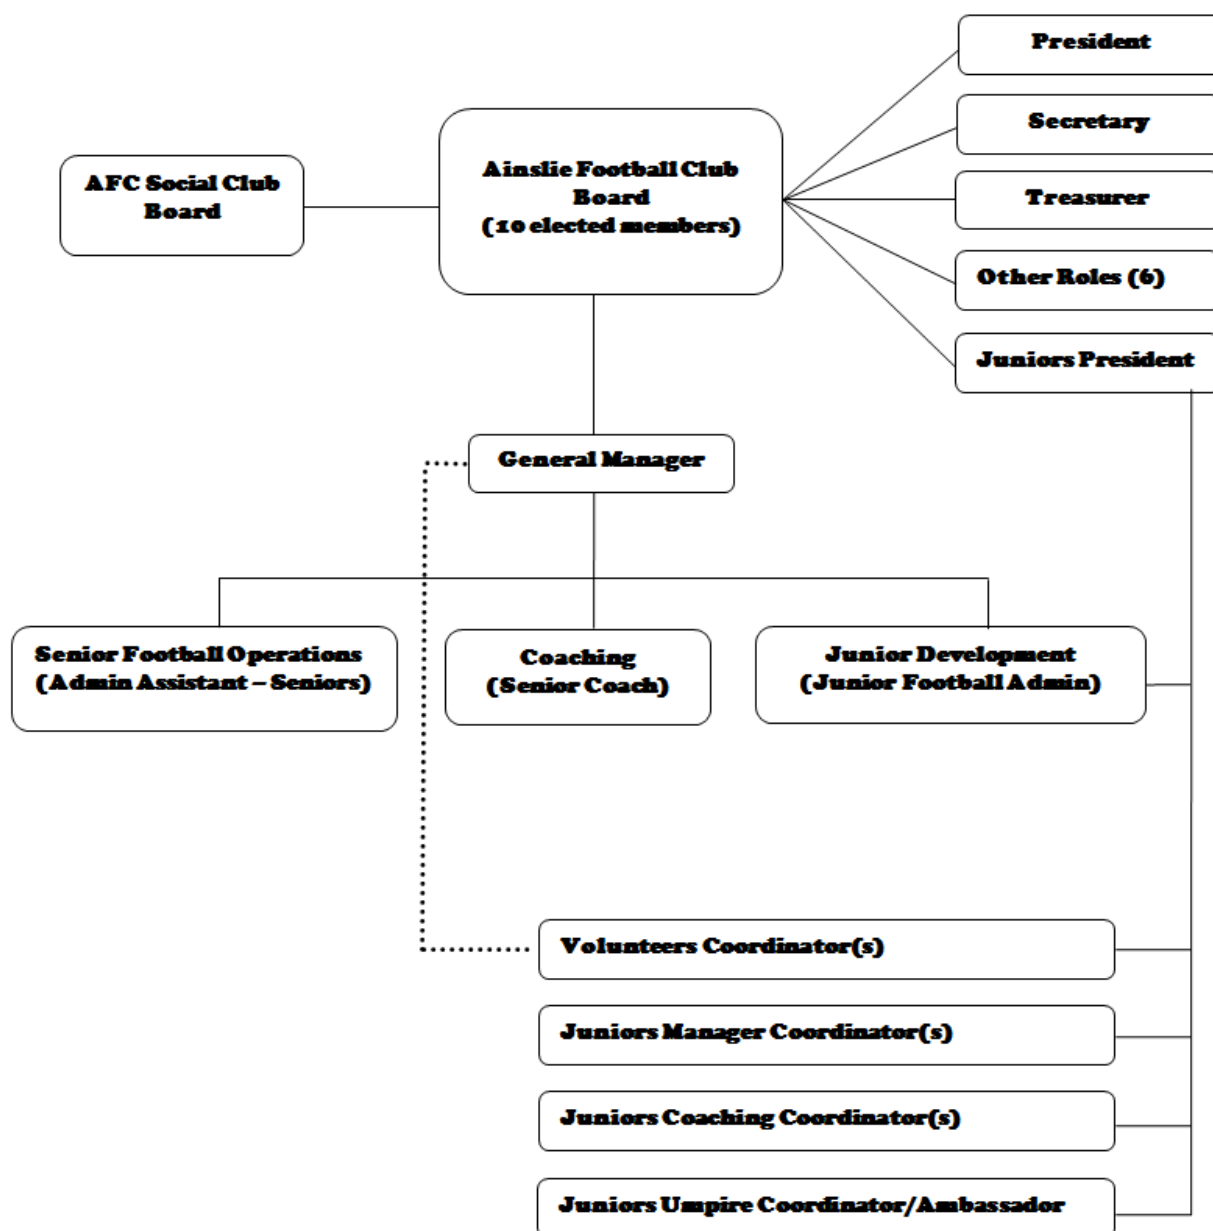 President
Secretary
Treasurer
Other Roles (6)
Juniors President
AFC Social Club
Board
Ainslie Football Club
Board
(10 elected members)
General Manager
Senior Football Operations
(Admin Assistant – Seniors)
Coaching
(Senior Coach)
Junior Development
(Junior Football Admin)
Volunteers Coordinator(s)
Juniors Manager Coordinator(s)
Juniors Coaching Coordinator(s)
Juniors Umpire Coordinator/Ambassador